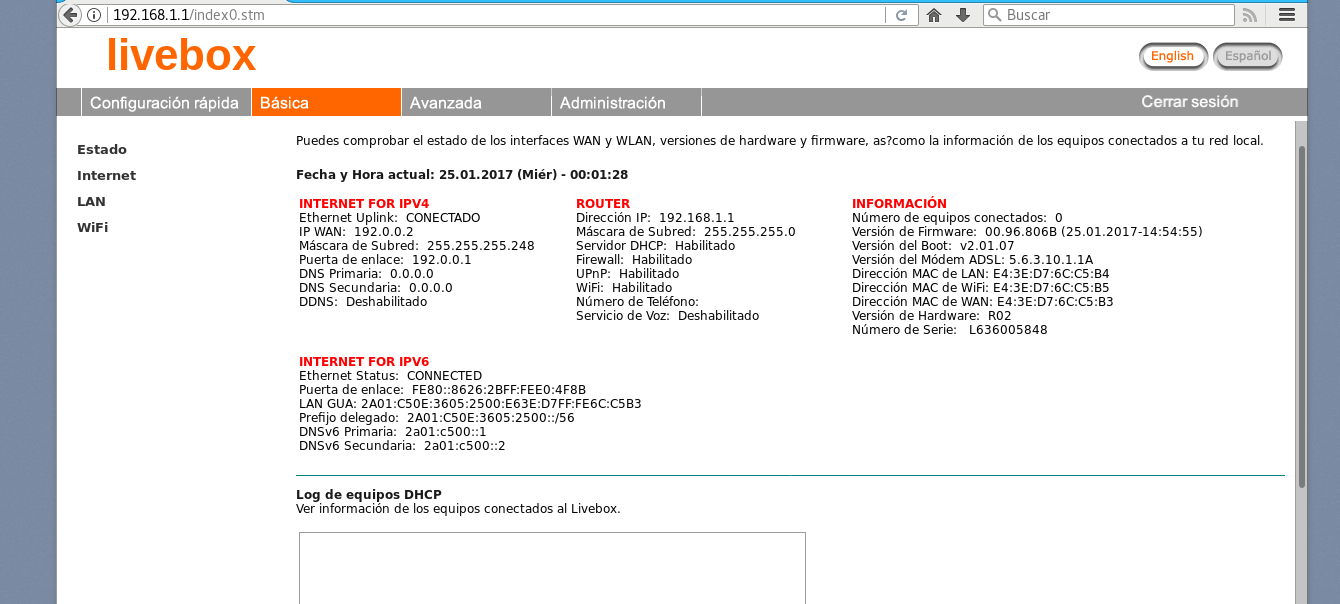 192.168.1.1/index0.stm
Buscar
livebox
English Español
Configuración rápida Básica Avanzada Administración Cerrar sesión
Estado
Internet
LAN
WiFi
Puedes comprobar el estado de los interfaces WAN y WLAN, versiones de hardware y firmware, as?como la información de los equipos conectados a tu red local.
Fecha y Hora actual: 25.01.2017 (Miér) - 00:01:28
INTERNET FOR IPV4
Ethernet Uplink: CONECTADO
IP WAN: 192.0.0.2
Máscara de Subred: 255.255.255.248
Puerta de enlace: 192.0.0.1
DNS Primaria: 0.0.0.0
DNS Secundaria: 0.0.0.0
DDNS: Deshabilitado
ROUTER
Dirección IP: 192.168.1.1
Máscara de Subred: 255.255.255.0
Servidor DHCP: Habilitado
Firewall: Habilitado
UPnP: Habilitado
WiFi: Habilitado
Número de Teléfono:
Servicio de Voz: Deshabilitado
INFORMACIÓN
Número de equipos conectados: 0
Versión de Firmware: 00.96.806B (25.01.2017-14:54:55)
Versión del Boot: v2.01.07
Versión del Módem ADSL: 5.6.3.10.1.1A
Dirección MAC de LAN: E4:3E:D7:6C:C5:B4
Dirección MAC de WiFi: E4:3E:D7:6C:C5:B5
Dirección MAC de WAN: E4:3E:D7:6C:C5:B3
Versión de Hardware: R02
Número de Serie: L636005848
INTERNET FOR IPV6
Ethernet Status: CONNECTED
Puerta de enlace: FE80::8626:2BFF:FEE0:4F8B
LAN GUA: 2A01:C50E:3605:2500:E63E:D7FF:FE6C:C5B3
Prefijo delegado: 2A01:C50E:3605:2500::/56
DNSv6 Primaria: 2a01:c500::1
DNSv6 Secundaria: 2a01:c500::2
Log de equipos DHCP
Ver información de los equipos conectados al Livebox.